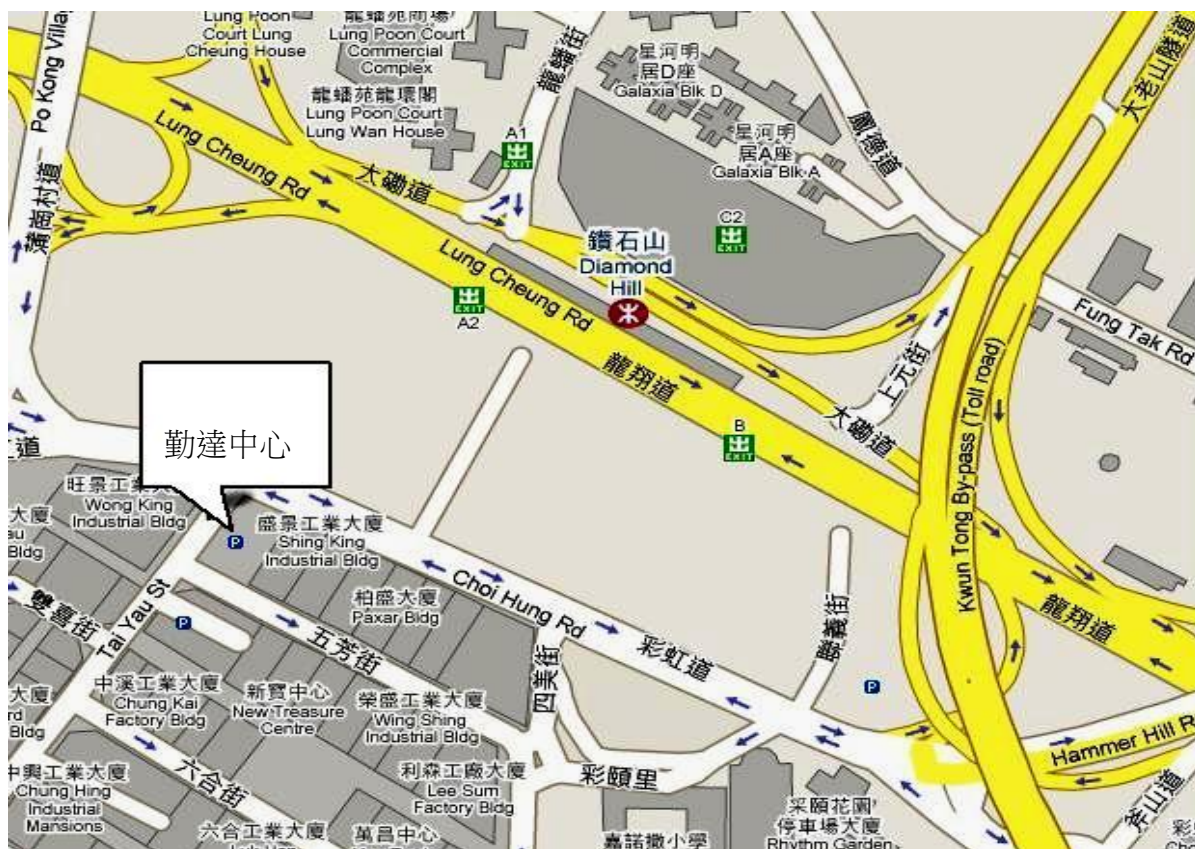 Lung Poon
Court Lung
Cheung House
龍蟠苑商場
Lung Poon Court
Commercial
Complex
龍蟠街
星河明
居D座
Galaxia Blk D
大老山隧道
Po Kong Villag
龍蟠苑龍環閣
Lung Poon Court
Lung Wan House
A1
出
EXIT
星河明
居A座
Galaxia Blk A
鳳德道
Lung Cheung Rd
大磡道
蒲崗村道
C2
出
EXIT
鑽石山
Diamond
Hill
Lung Cheung Rd
出
EXIT
A2
Fung Tak Rd
龍翔道
上元街
Kwun Tong By-pass (Toll road)
大磡道
B
出
EXIT
勤達中心
道
旺景工業大
Wong King
Industrial Bldg
大廈
au
Bldg
P
盛景工業大廈
Shing King
Industrial Bldg
Choi Hung Rd
柏盛大廈
Paxar Bldg
雙喜街
Tai Yau St
P
五芳街
四美街
彩虹道
勝義街
龍翔道
P
大廈
rd
Bldg
中溪工業大廈
Chung Kai
Factory Bldg
新寶中心
New Treasure
Centre
榮盛工業大廈
Wing Shing
Industrial Bldg
Hammer Hill R
中興工業大廈
Chung Hing
Industrial
Mansions
六合街
利森工廠大廈
Lee Sum
Factory Bldg
彩頤里
采頤花園
停車場大廈
Rhythm Garden
斧山道
六合工業大廈
萬昌中心
嘉諾撒小學
彩